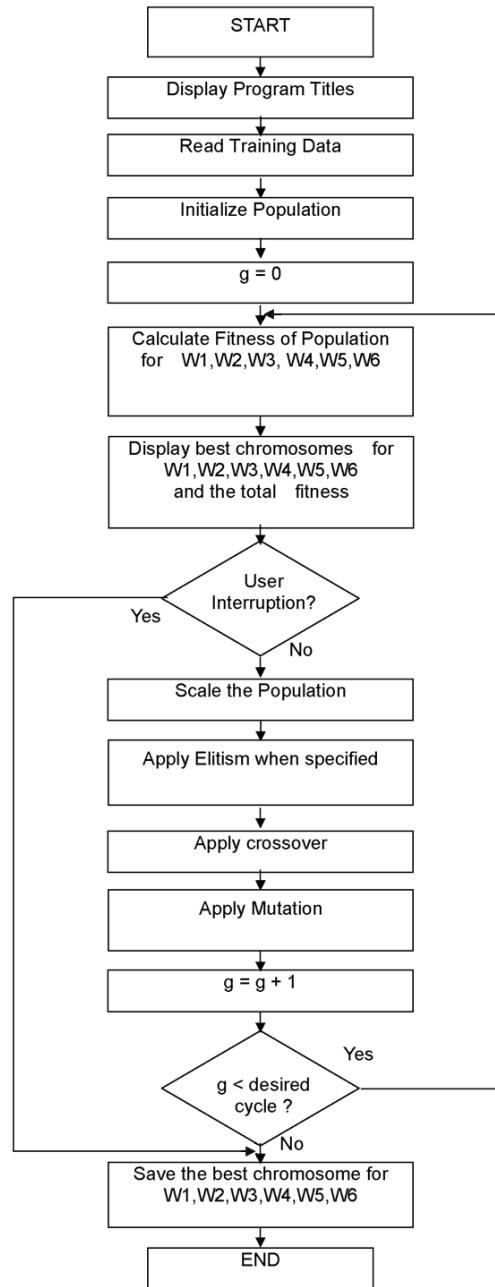 START
Display Program Titles
Read Training Data
Initialize Population
g = 0
Calculate Fitness of Population
for W1,W2,W3, W4,W5,W6
Display best chromosomes for
W1,W2,W3,W4,W5,W6
and the total fitness
User
Interruption?
Yes
No
Scale the Population
Apply Elitism when specified
Apply crossover
Apply Mutation
g = g + 1
Yes
g < desired
cycle ?
No
Save the best chromosome for
W1,W2,W3,W4,W5,W6
END